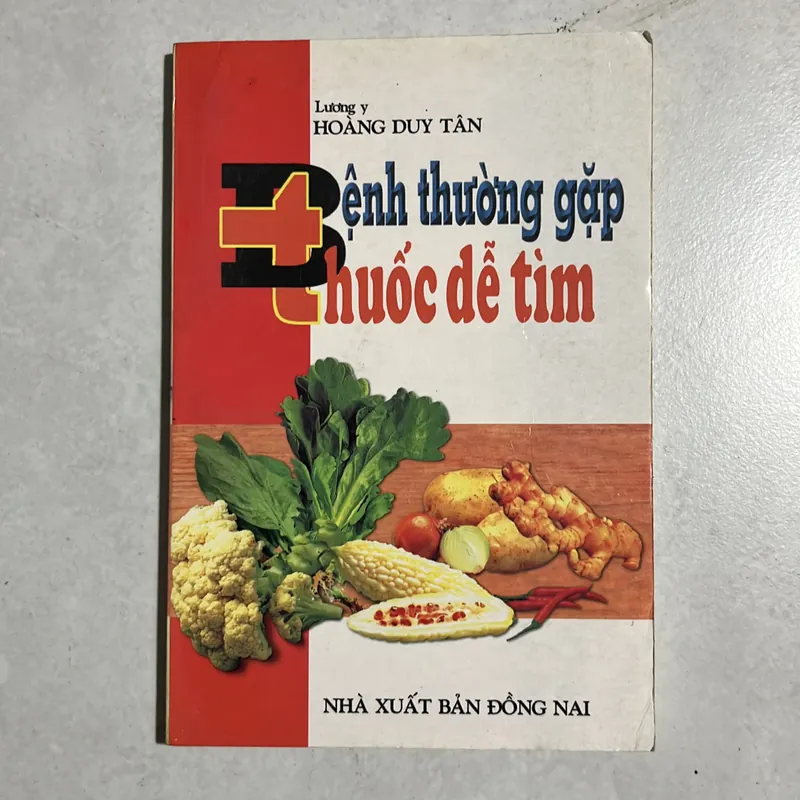 Lương y
HOÀNG DUY TÂN
Bệnh thường gặp
thuốc dễ tìm
NHÀ XUẤT BẢN ĐỒNG NAI